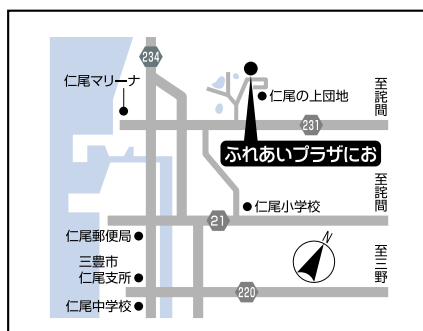 234
仁尾マリーナ
仁尾の上団地
至詫間
231
ふれあいプラザにお
至詫間
仁尾小学校
21
仁尾郵便局
N
至三野
三豊市
仁尾支所
220
仁尾中学校